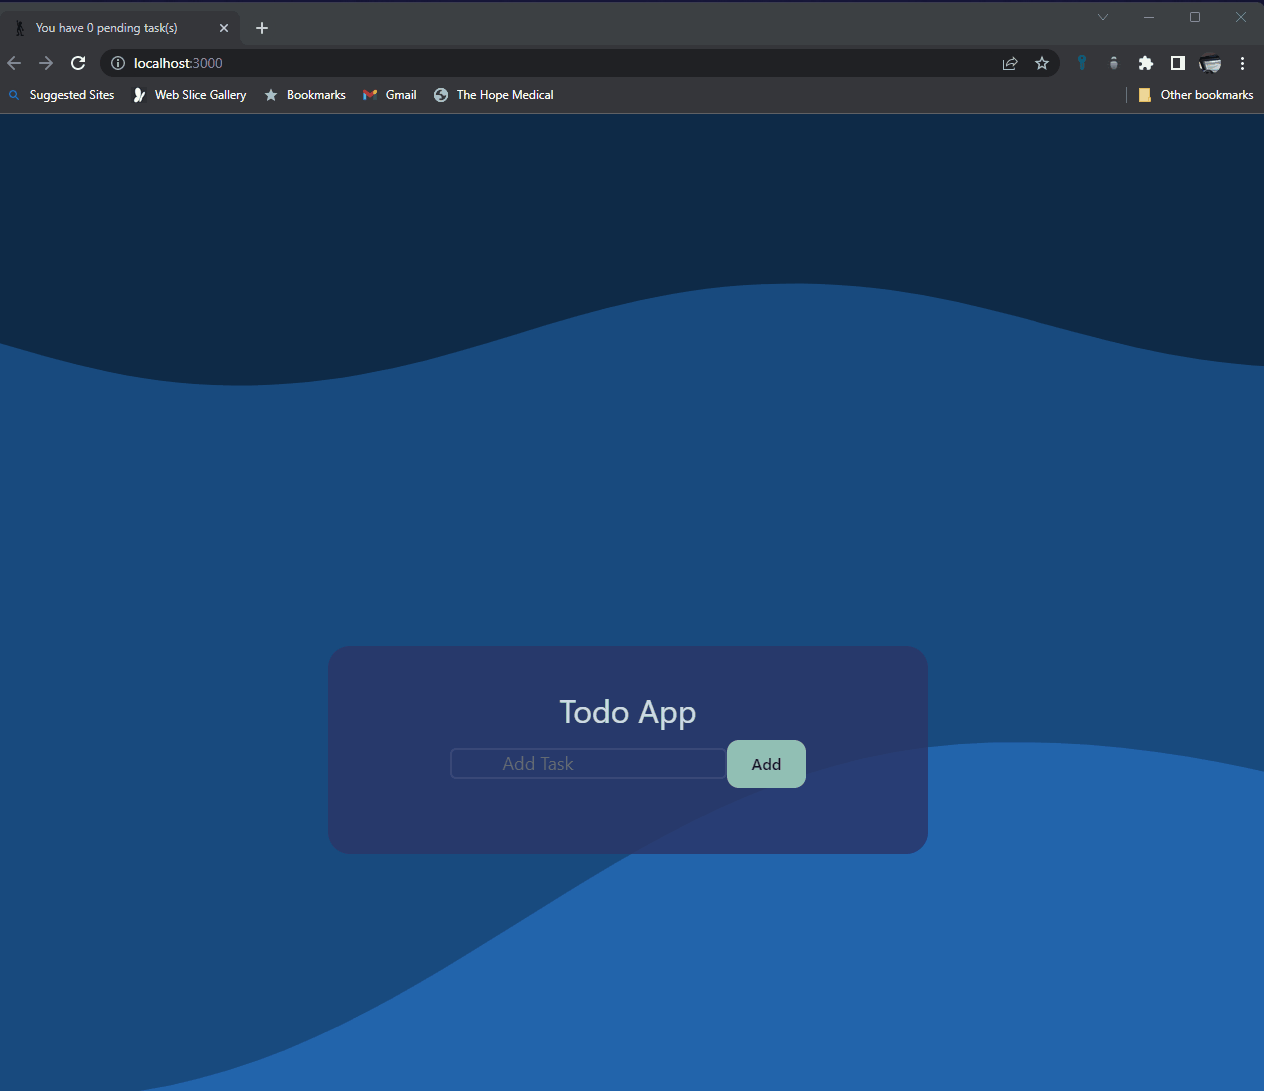 You have 0 pending task(s)
localhost:3000
Suggested Sites Web Slice Gallery Bookmarks Gmail The Hope Medical Other bookmarks
Todo App
Add Task Add